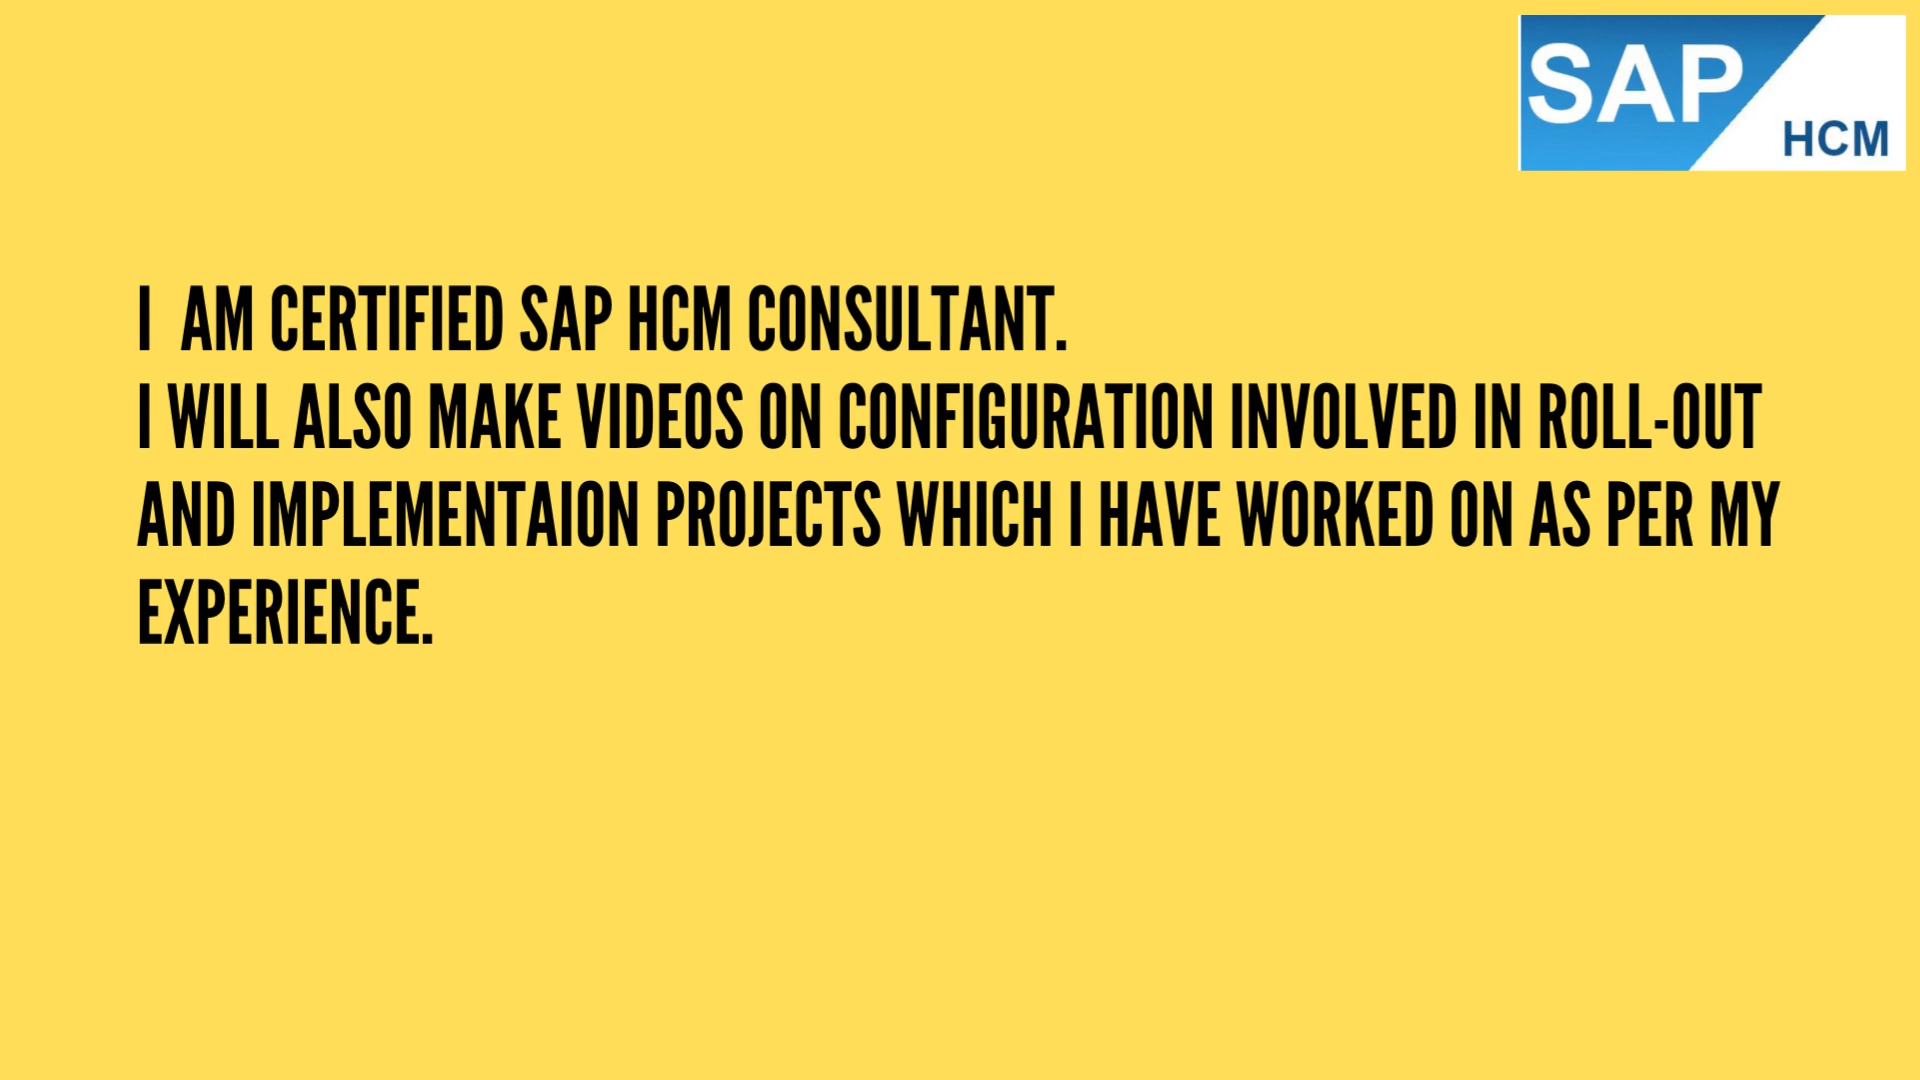 SAP
HCM
I AM CERTIFIED SAP HCM CONSULTANT.
I WILL ALSO MAKE VIDEOS ON CONFIGURATION INVOLVED IN ROLL-OUT
AND IMPLEMENTAION PROJECTS WHICH I HAVE WORKED ON AS PER MY
EXPERIENCE.